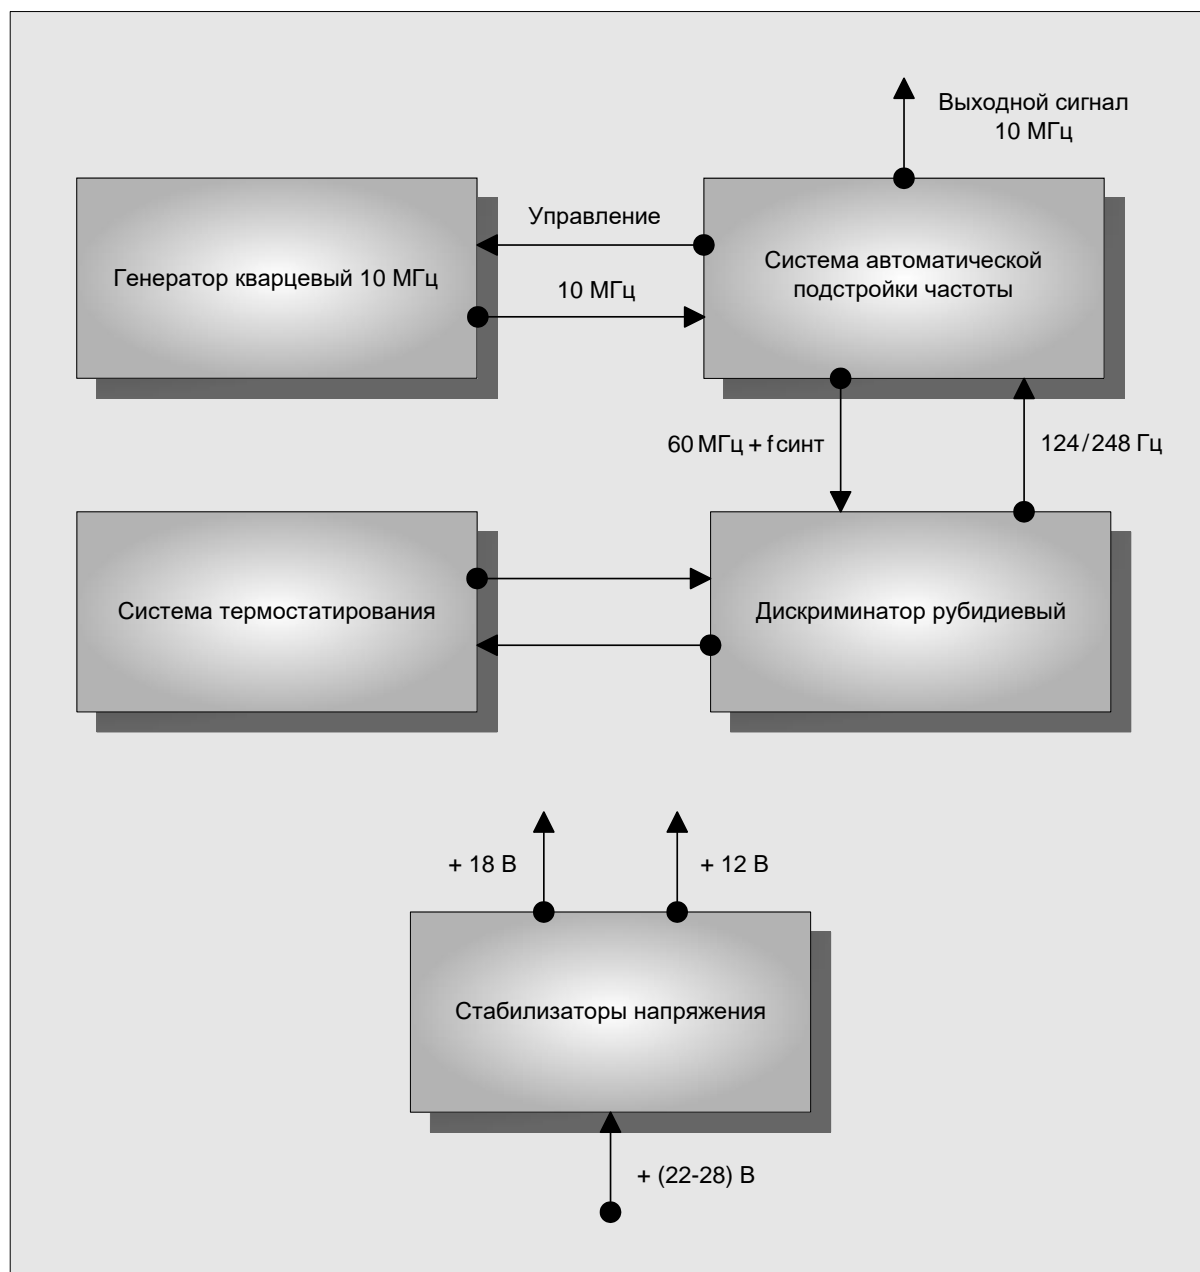 Выходной сигнал
10 МГц
Управление
Генератор кварцевый 10 МГц
10 МГц
Система автоматической
подстройки частоты
60 МГц + f синт
124/248 Гц
Система термостатирования
Дискриминатор рубидиевый
+ 18 В
+ 12 В
Стабилизаторы напряжения
+ (22-28) В